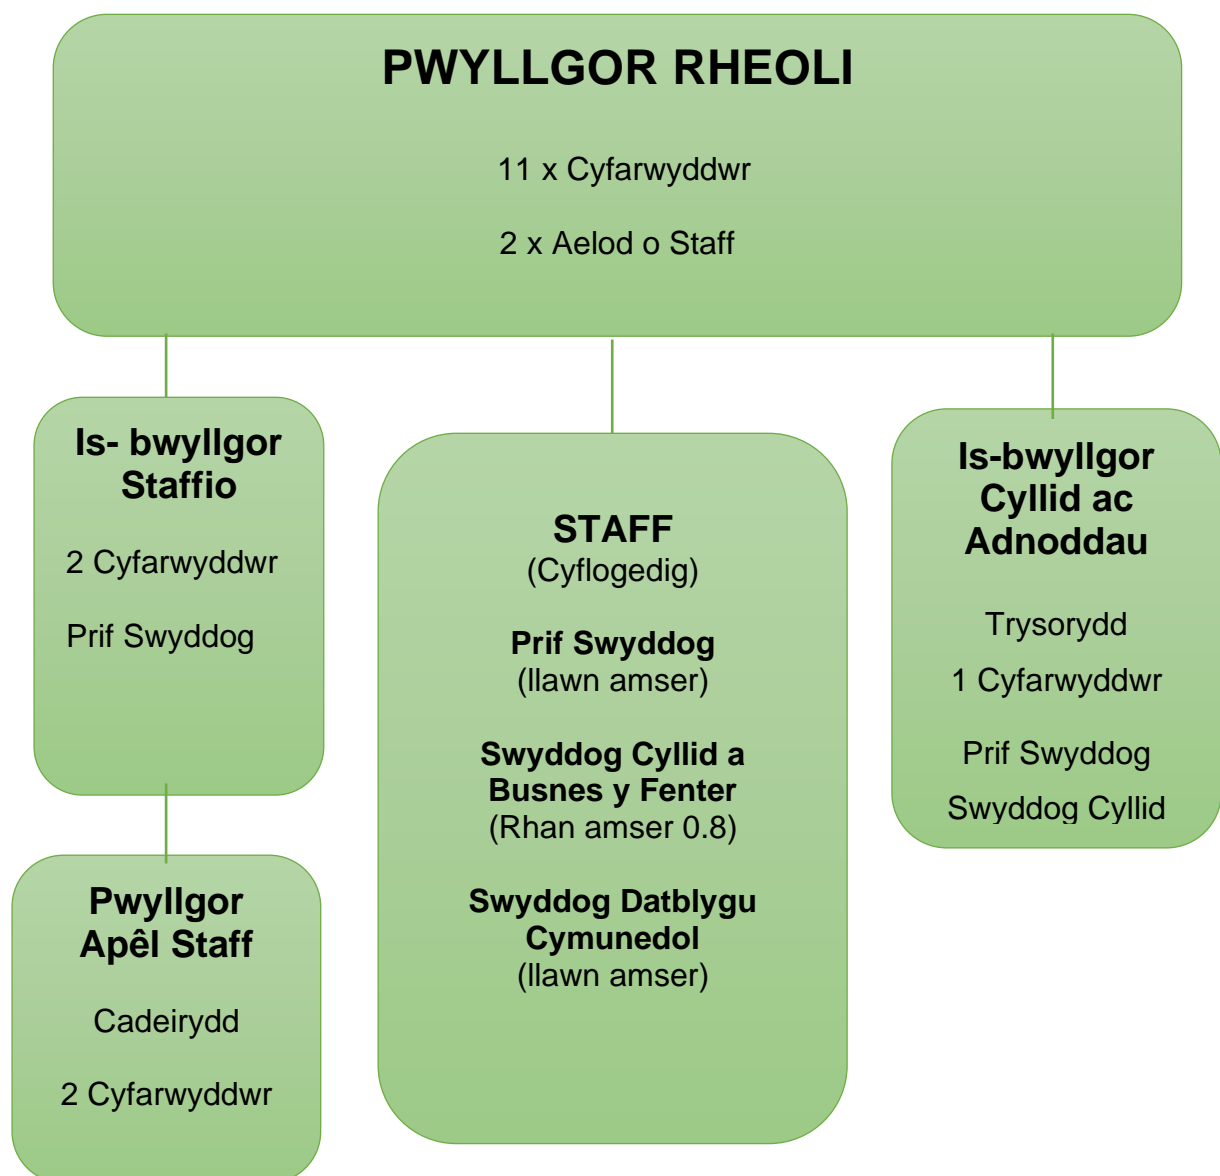 PWYLLGOR RHEOLI
11 x Cyfarwyddwr
2 x Aelod o Staff
Is- bwyllgor
Staffio
2 Cyfarwyddwr
Prif Swyddog
Pwyllgor
Apêl Staff
Cadeirydd
2 Cyfarwyddwr
STAFF
(Cyflogedig)
Prif Swyddog
(llawn amser)
Swyddog Cyllid a
Busnes y Fenter
(Rhan amser 0.8)
Swyddog Datblygu
Cymunedol
(llawn amser)
Is-bwyllgor
Cyllid ac
Adnoddau
Trysorydd
1 Cyfarwyddwr
Prif Swyddog
Swyddog Cyllid